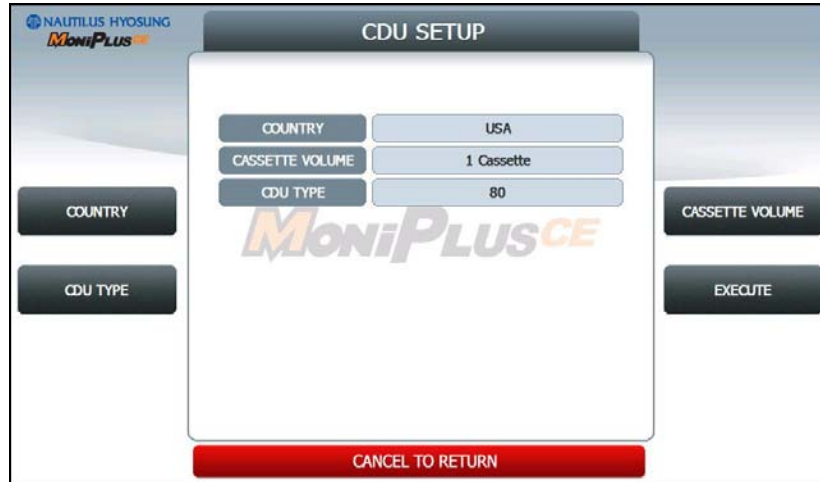 NAUTILUS HYOSUNG
MoniPlusCE
CDU SETUP
COUNTRY USA
CASSETTE VOLUME 1 Cassette
CDU TYPE 80
MoniPlusCE
COUNTRY
CASSETTE VOLUME
CDU TYPE
EXECUTE
CANCEL TO RETURN